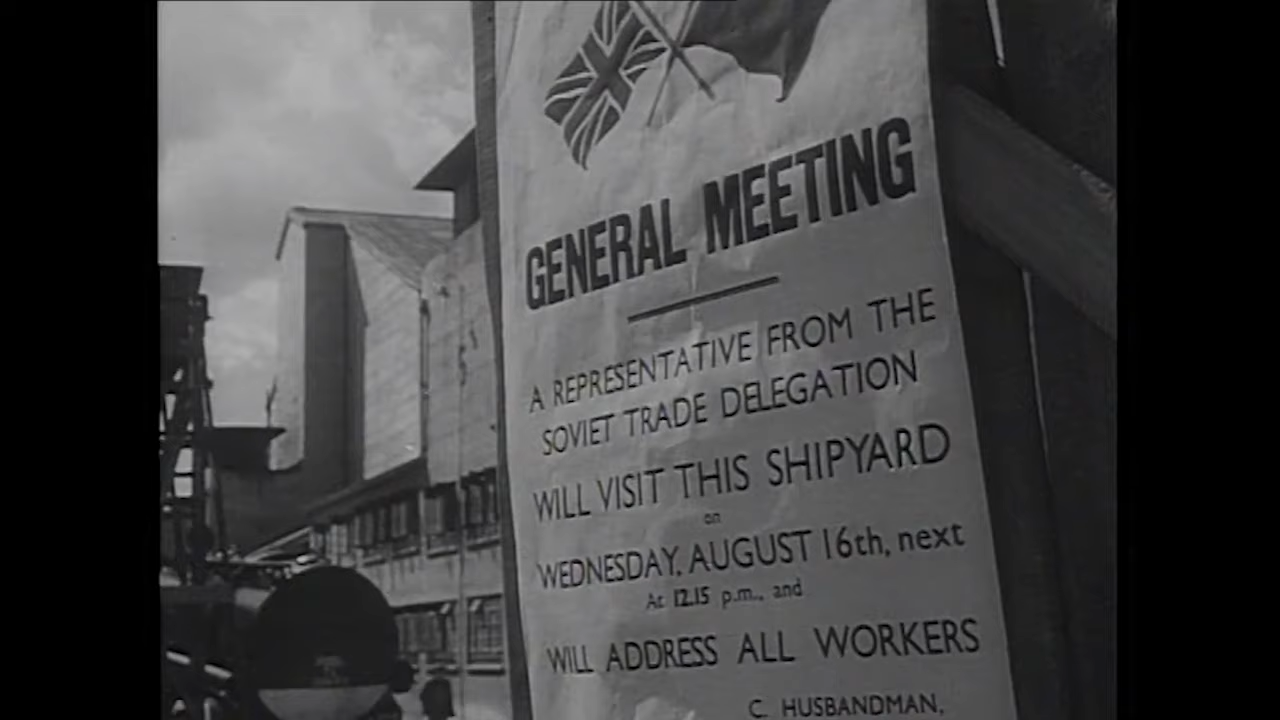 GENERAL MEETING
A REPRESENTATIVE FROM THE
SOVIET TRADE DELEGATION
WILL VISIT THIS SHIPYARD
on
WEDNESDAY, AUGUST 16th, next
At 12.15 p.m., and
WILL ADDRESS ALL WORKERS
C. HUSBANDMAN,